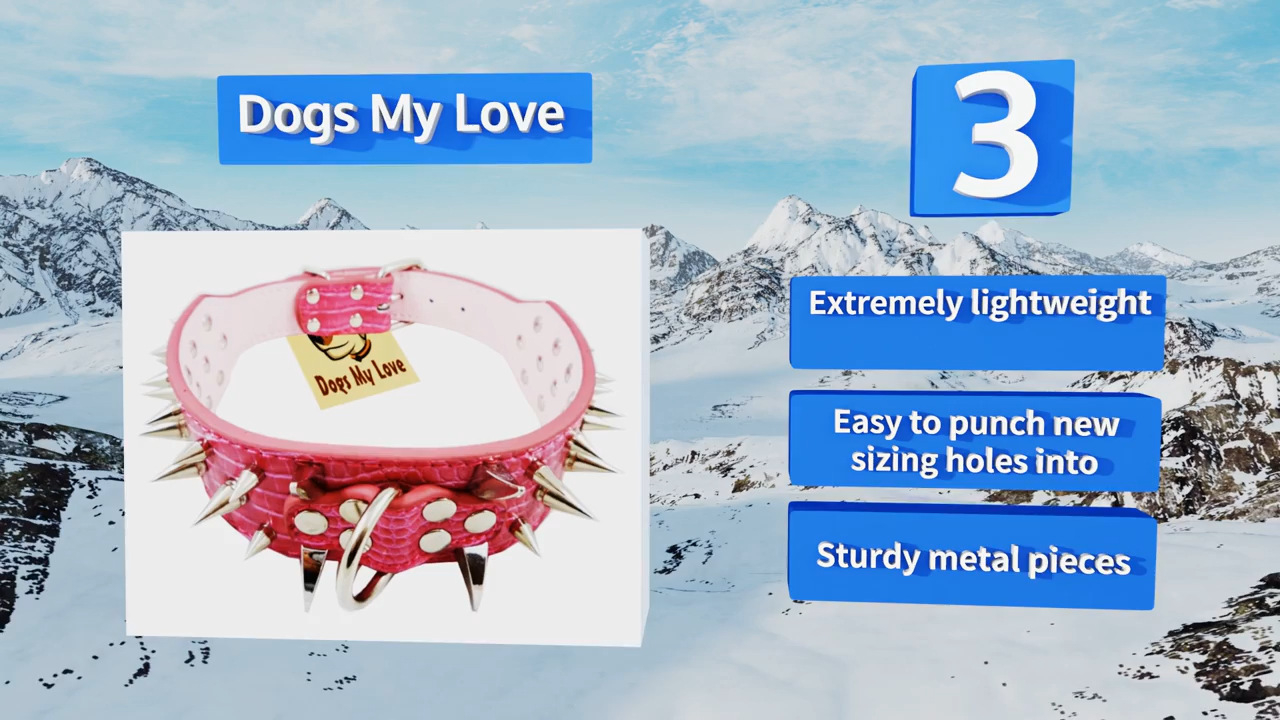 Dogs My Love
3
Extremely lightweight
Easy to punch new
sizing holes into
Sturdy metal pieces
Dogs My Love